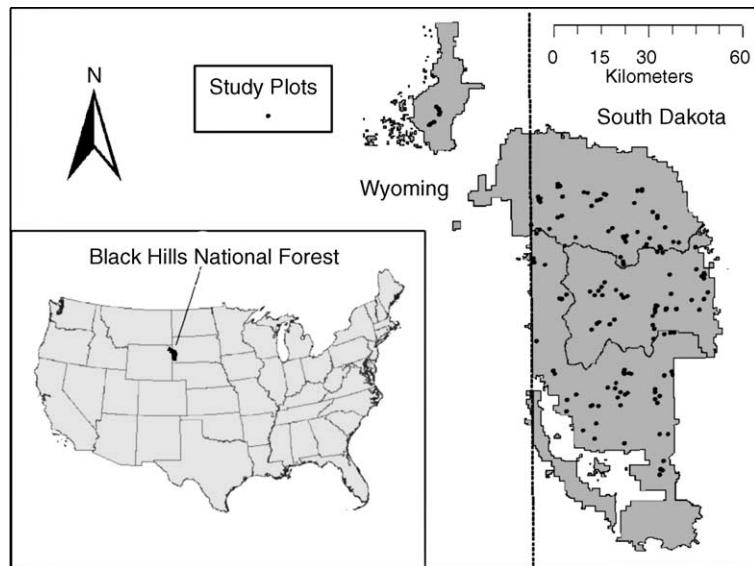 N
Study Plots
0 15 30 60
Kilometers
South Dakota
Wyoming
Black Hills National Forest